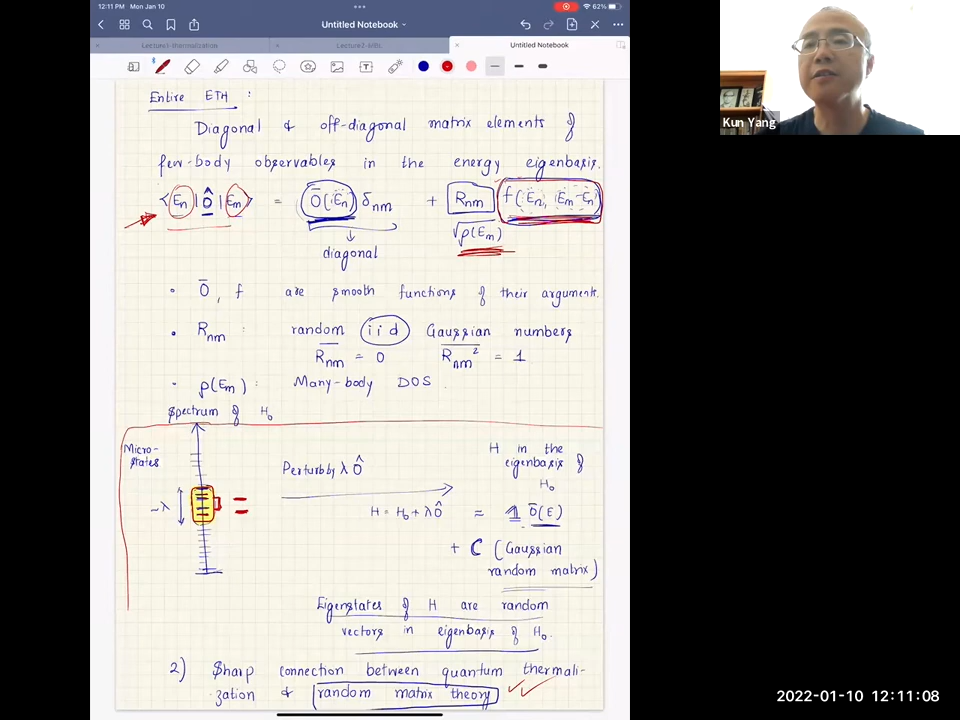 12:11 PM Mon Jan 10
62%
Untitled Notebook
Lecture1-thermalization
Untitled Notebook
Entire ETH :
Diagonal & off-diagonal matrix elements of
few-body observables in the energy eigenbasis.
⟨En|Ô|Em⟩ = Ō(En) δnm + Rnm f(En, Em-En)
√ρ(Em)
diagonal
• Ō, f are smooth functions of their arguments.
• Rnm : random iid Gaussian numbers
Rnm = 0 Rnm² = 1
• ρ(Em) : Many-body DOS
Spectrum of H₀
Micro-
states
~λ
Perturb by λÔ
H = H₀ + λÔ
H in the
eigenbasis of
H₀
≈ 𝟙 Ō(E)
+ C (Gaussian
random matrix)
Eigenstates of H are random
vectors in eigenbasis of H₀.
2) Sharp connection between quantum thermali-
zation & random matrix theory
Kun Yang
2022-01-10 12:11:08